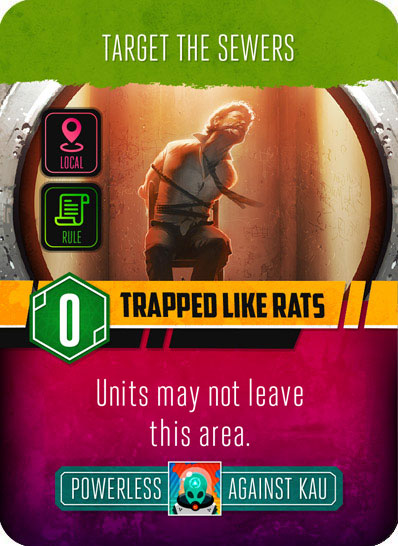 TARGET THE SEWERS
LOCAL
RULE
0 TRAPPED LIKE RATS
Units may not leave
this area.
POWERLESS AGAINST KAU